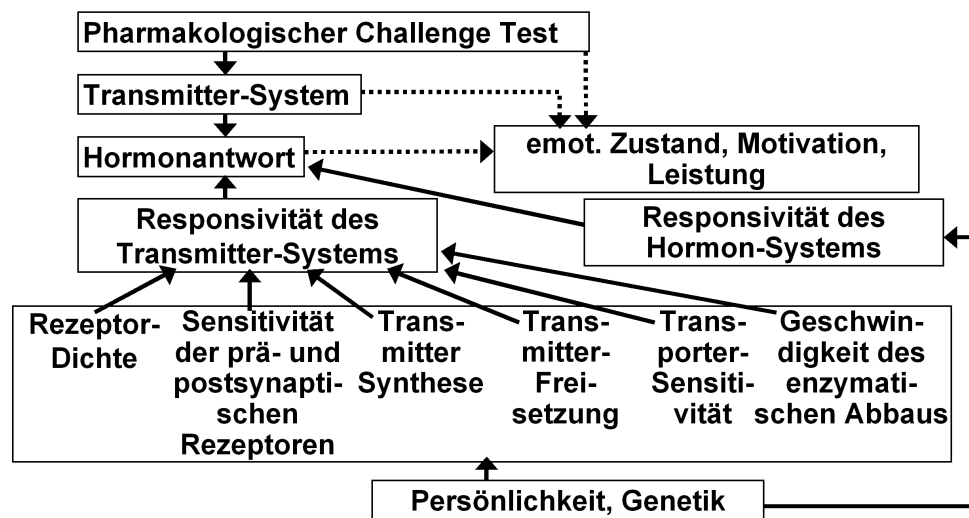 Pharmakologischer Challenge Test
Transmitter-System
Hormonantwort
emot. Zustand, Motivation,
Leistung
Responsivität des
Transmitter-Systems
Responsivität des
Hormon-Systems
Rezeptor-
Dichte
Sensitivität
der prä- und
postsynapti-
schen
Rezeptoren
Trans-
mitter
Synthese
Trans-
mitter-
Frei-
setzung
Trans-
porter-
Sensiti-
vität
Geschwin-
digkeit des
enzymati-
schen Abbaus
Persönlichkeit, Genetik